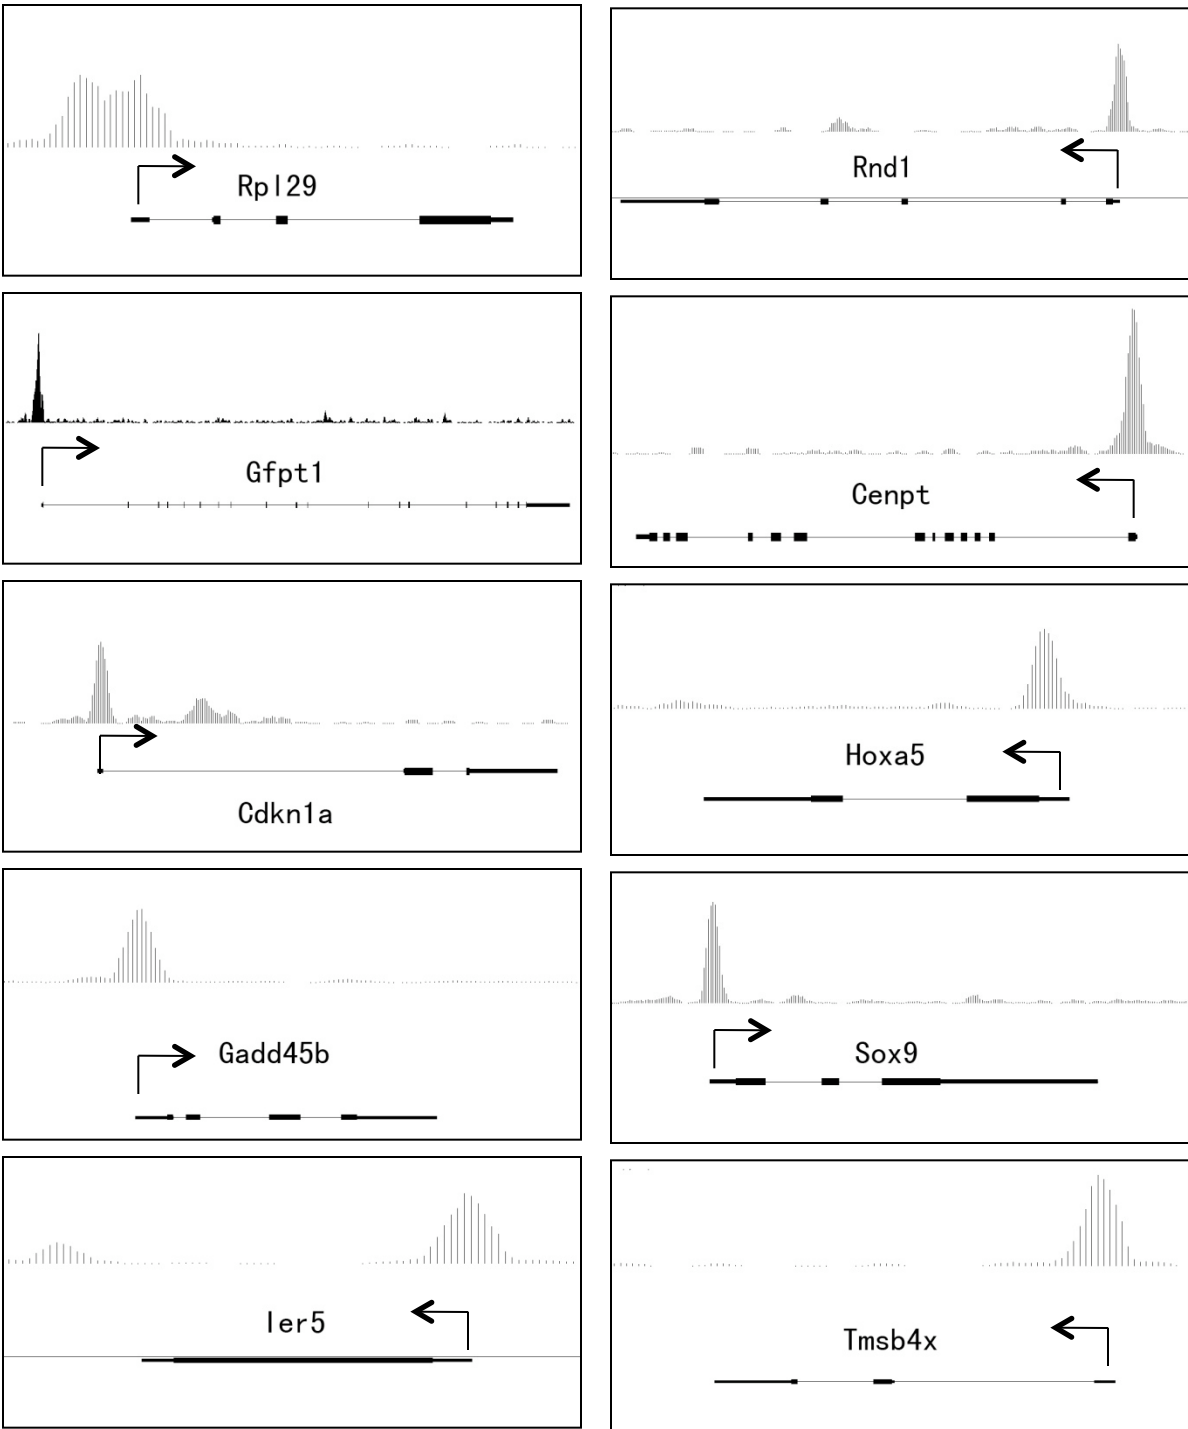 Rpl29
Rnd1
Gfpt1
Cenpt
Cdkn1a
Hoxa5
Gadd45b
Sox9
Ier5
Tmsb4x